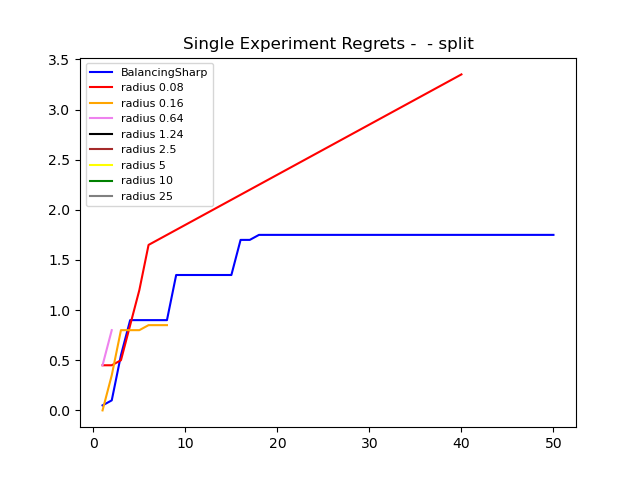 Single Experiment Regrets -  - split
3.5
3.0
2.5
2.0
1.5
1.0
0.5
0.0
BalancingSharp
radius 0.08
radius 0.16
radius 0.64
radius 1.24
radius 2.5
radius 5
radius 10
radius 25
0 10 20 30 40 50